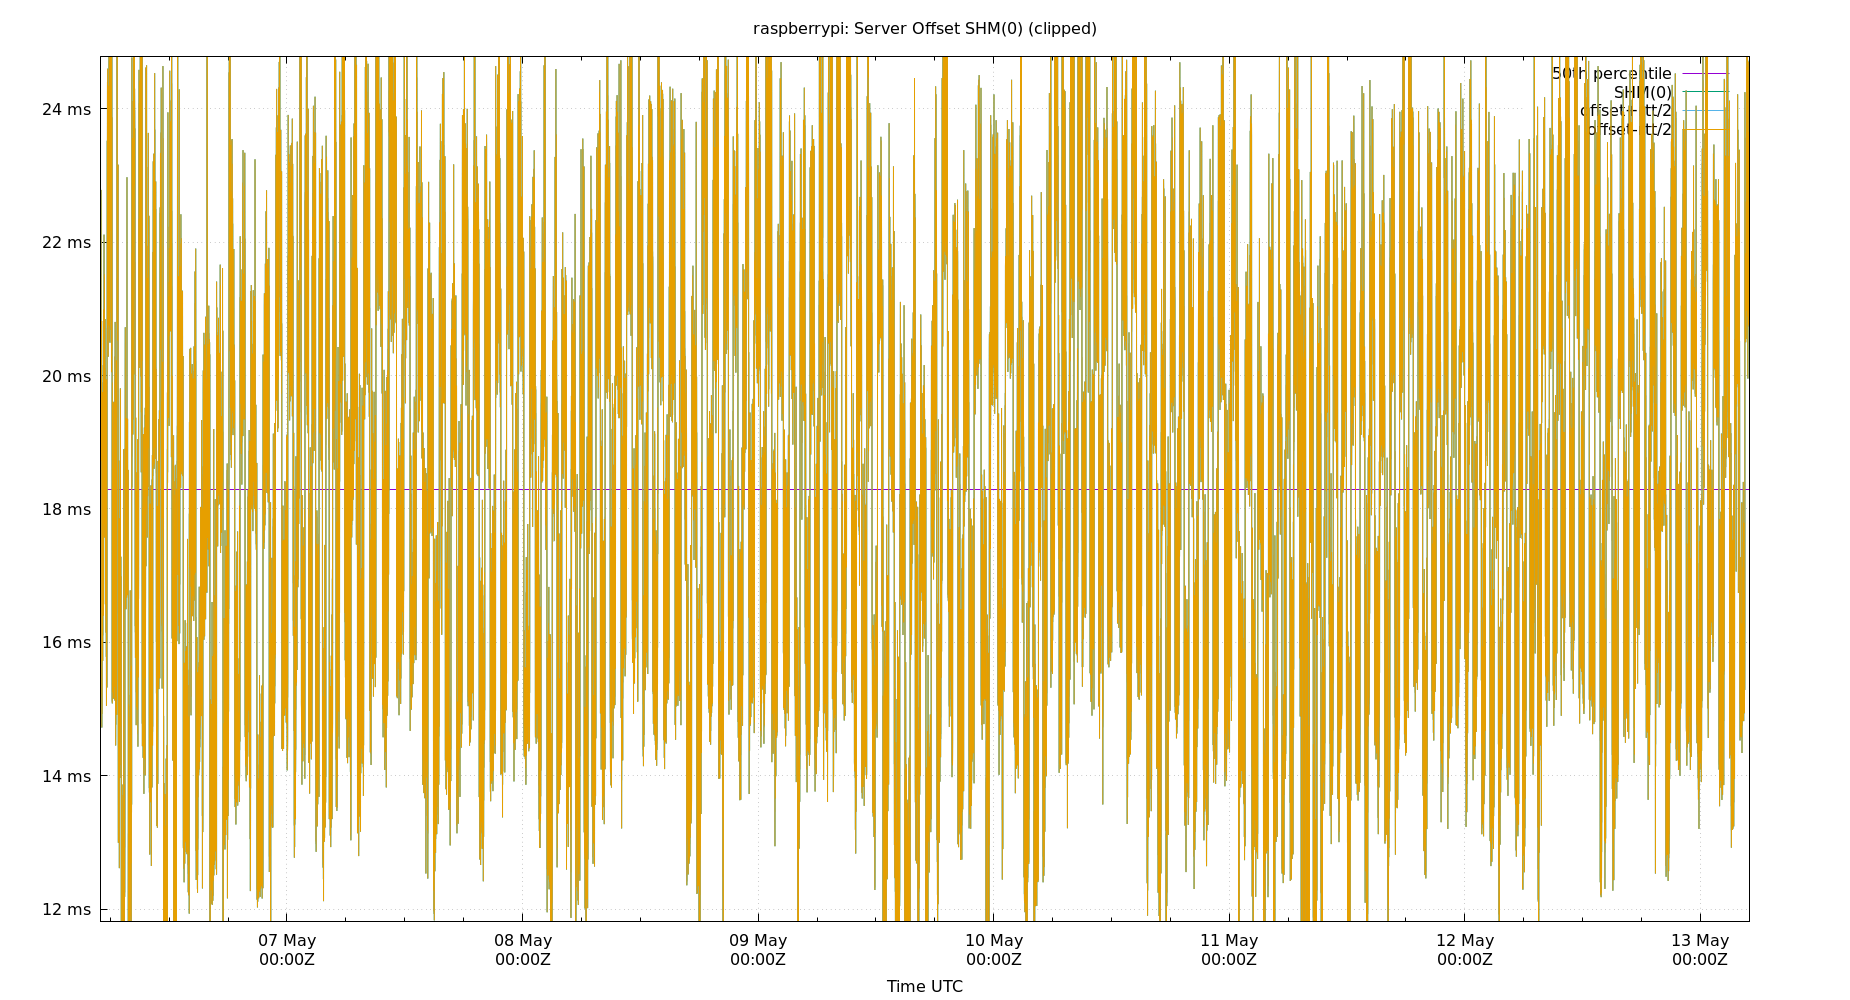 raspberrypi: Server Offset SHM(0) (clipped)
50th percentile
SHM(0)
offset+rtt/2
offset-rtt/2
24 ms
22 ms
20 ms
18 ms
16 ms
14 ms
12 ms
07 May 08 May 09 May 10 May 11 May 12 May 13 May
00:00Z 00:00Z 00:00Z 00:00Z 00:00Z 00:00Z 00:00Z
Time UTC